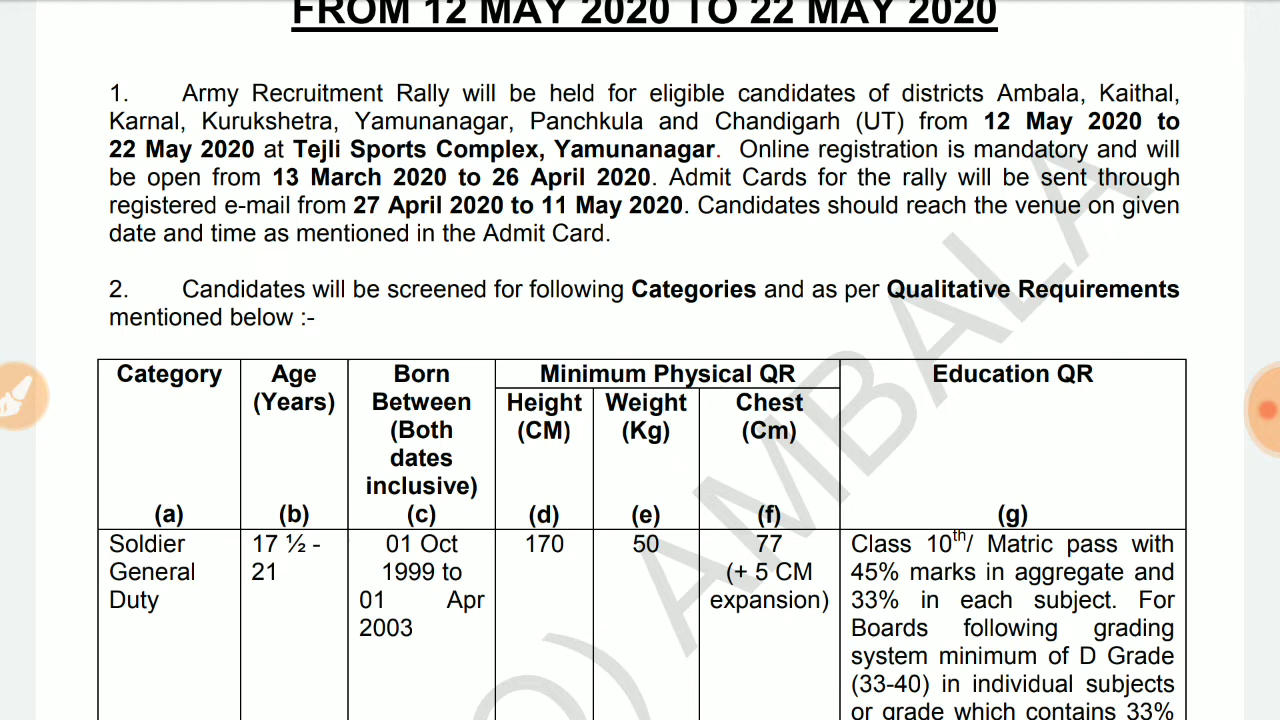 FROM 12 MAY 2020 TO 22 MAY 2020
1. Army Recruitment Rally will be held for eligible candidates of districts Ambala, Kaithal,
Karnal, Kurukshetra, Yamunanagar, Panchkula and Chandigarh (UT) from 12 May 2020 to
22 May 2020 at Tejli Sports Complex, Yamunanagar. Online registration is mandatory and will
be open from 13 March 2020 to 26 April 2020. Admit Cards for the rally will be sent through
registered e-mail from 27 April 2020 to 11 May 2020. Candidates should reach the venue on given
date and time as mentioned in the Admit Card.
2. Candidates will be screened for following Categories and as per Qualitative Requirements
mentioned below :-
Category Age Born Minimum Physical QR Education QR
(Years) Between Height Weight Chest
(Both (CM) (Kg) (Cm)
dates
inclusive)
(a) (b) (c) (d) (e) (f) (g)
Soldier 17 ½ - 01 Oct 170 50 77 Class 10th/ Matric pass with
General 21 1999 to (+ 5 CM 45% marks in aggregate and
Duty 01 Apr expansion) 33% in each subject. For
2003 Boards following grading
system minimum of D Grade
(33-40) in individual subjects
or grade which contains 33%
O) AMBALA